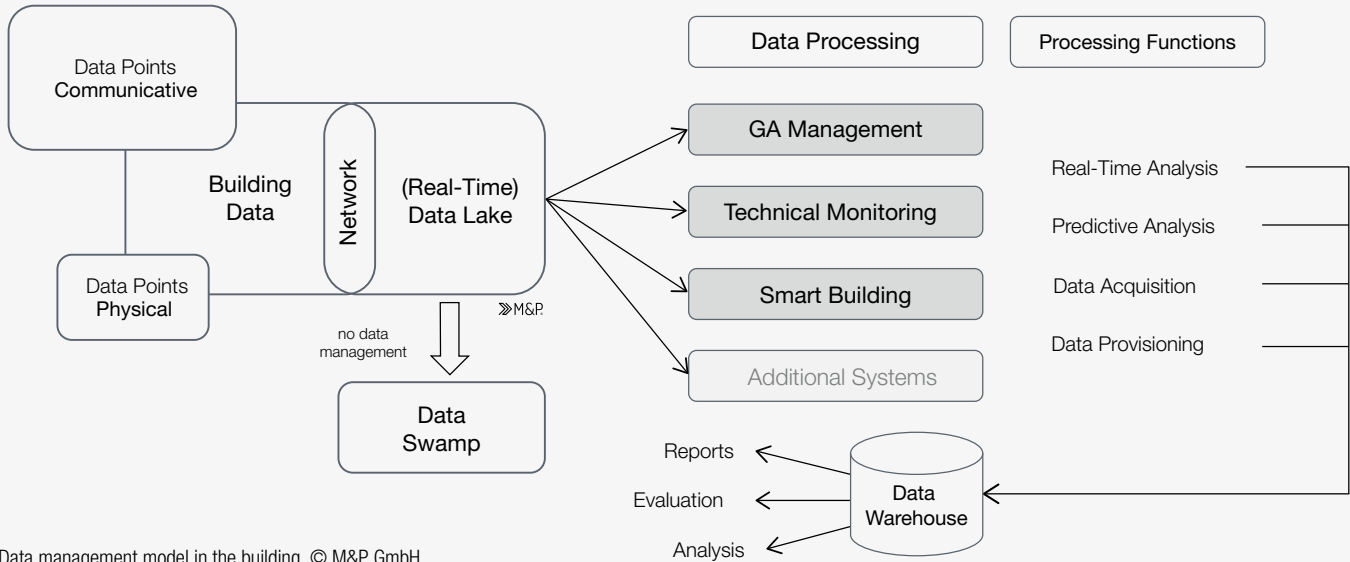 Data Points
Communicative
Building
Data
Network
(Real-Time)
Data Lake
Data Points
Physical
M&P.
no data
management
Data
Swamp
Data Processing
GA Management
Technical Monitoring
Smart Building
Additional Systems
Processing Functions
Real-Time Analysis
Predictive Analysis
Data Acquisition
Data Provisioning
Reports
Evaluation
Analysis
Data
Warehouse
Data management model in the building. © M&P GmbH